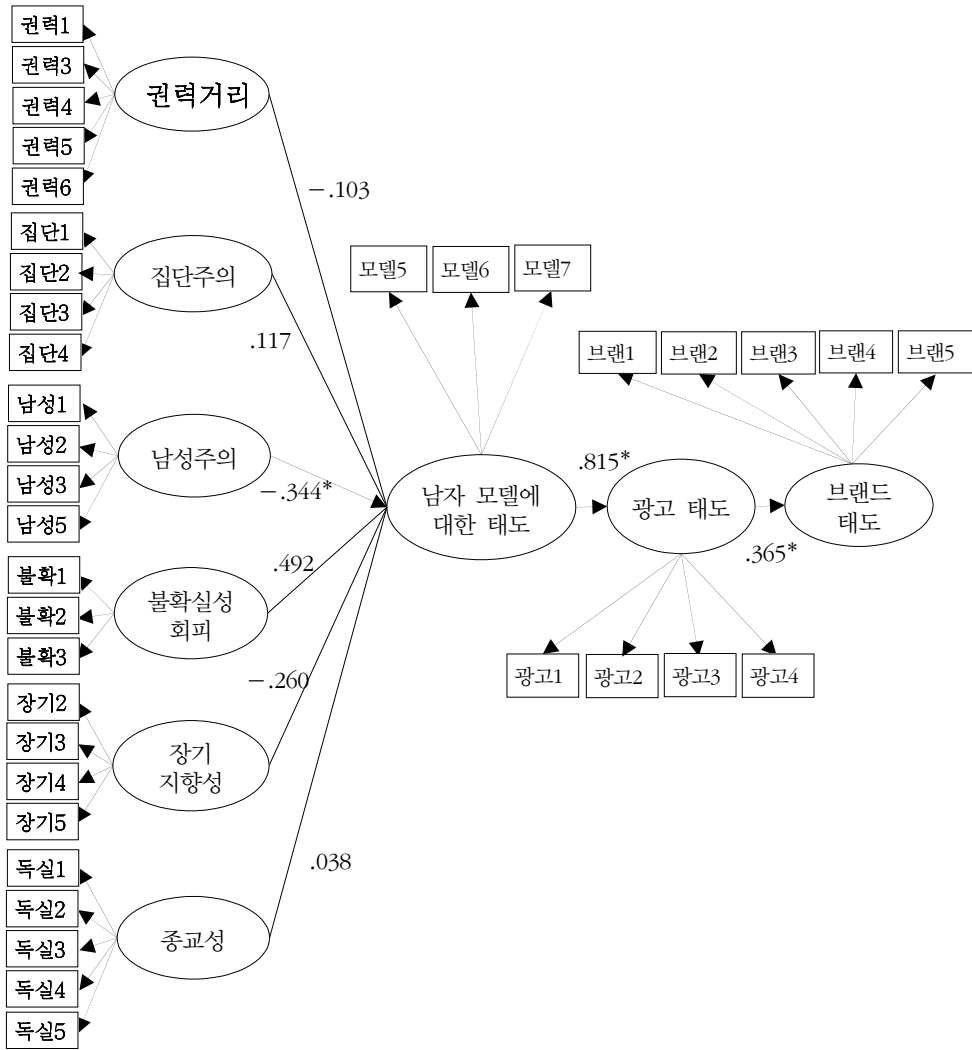 권력1
권력3
권력4
권력5
권력6
권력거리
－.103
집단1
집단2
집단3
집단4
집단주의
.117
모델5
모델6
모델7
브랜1
브랜2
브랜3
브랜4
브랜5
남성1
남성2
남성3
남성5
남성주의
－.344*
남자 모델에
대한 태도
.815*
광고 태도
.365*
브랜드
태도
불확1
불확2
불확3
불확실성
회피
.492
광고1
광고2
광고3
광고4
장기2
장기3
장기4
장기5
장기
지향성
－.260
독실1
독실2
독실3
독실4
독실5
종교성
.038